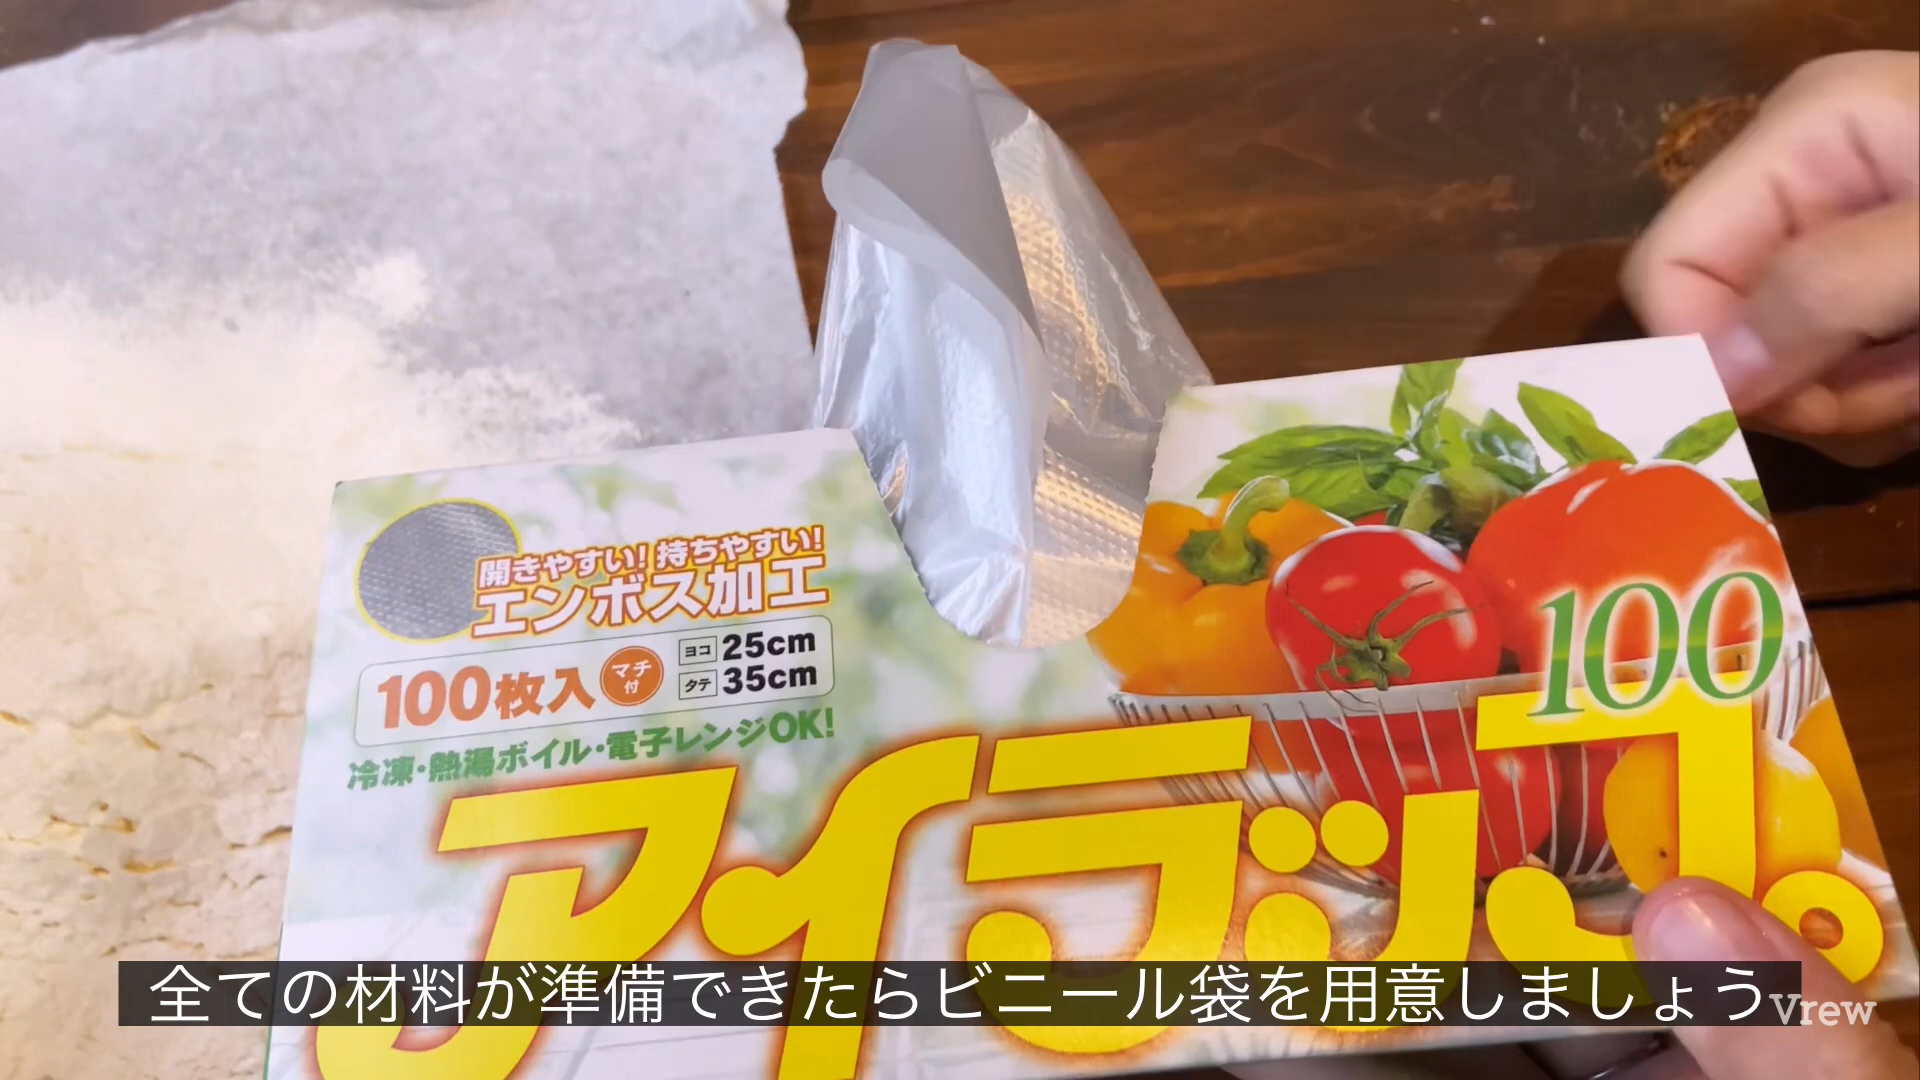 開きやすい!持ちやすい!
エンボス加工
100枚入 マチ付 ヨコ 25cm
タテ 35cm
冷凍・熱湯ボイル・電子レンジOK!
100
アイラップ
全ての材料が準備できたらビニール袋を用意しましょう
Vrew